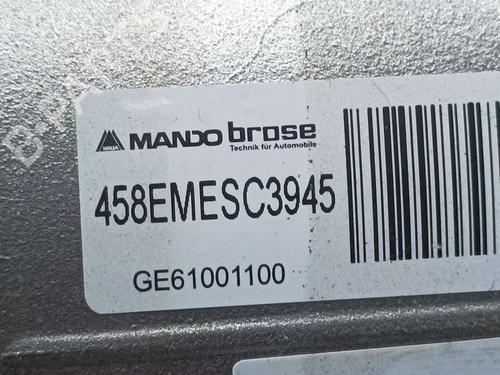 MANDO brose
Technik für Automobile
458EMESC3945
GE61001100